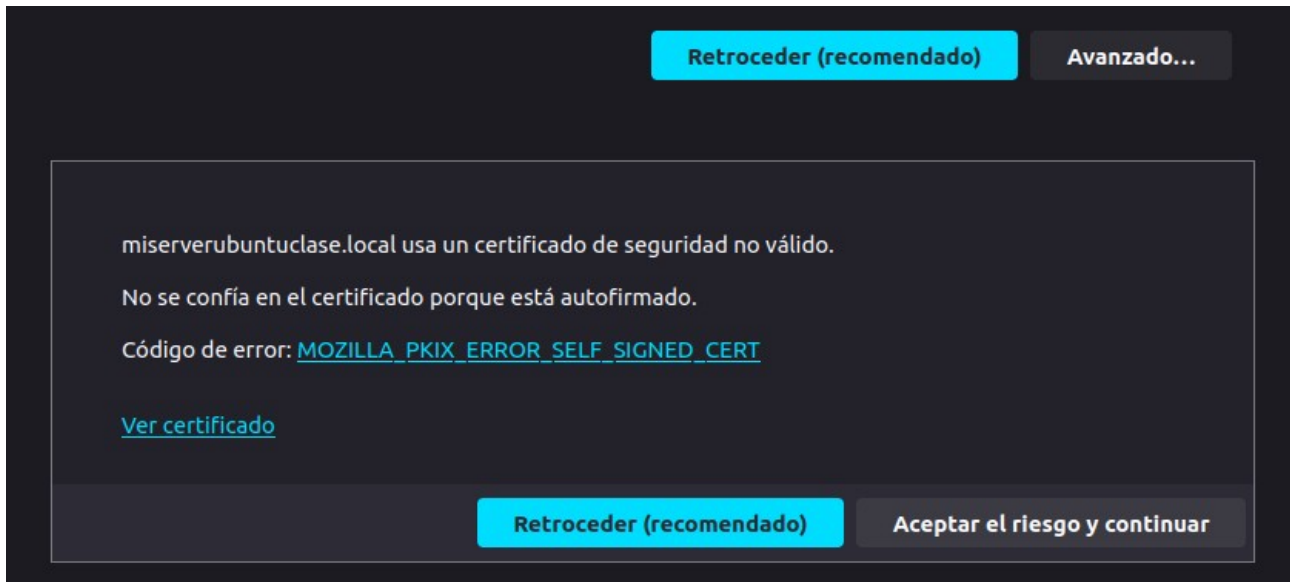 Retroceder (recomendado)
Avanzado...
miserverubuntuclase.local usa un certificado de seguridad no válido.
No se confía en el certificado porque está autofirmado.
Código de error: MOZILLA_PKIX_ERROR_SELF_SIGNED_CERT
Ver certificado
Retroceder (recomendado)
Aceptar el riesgo y continuar